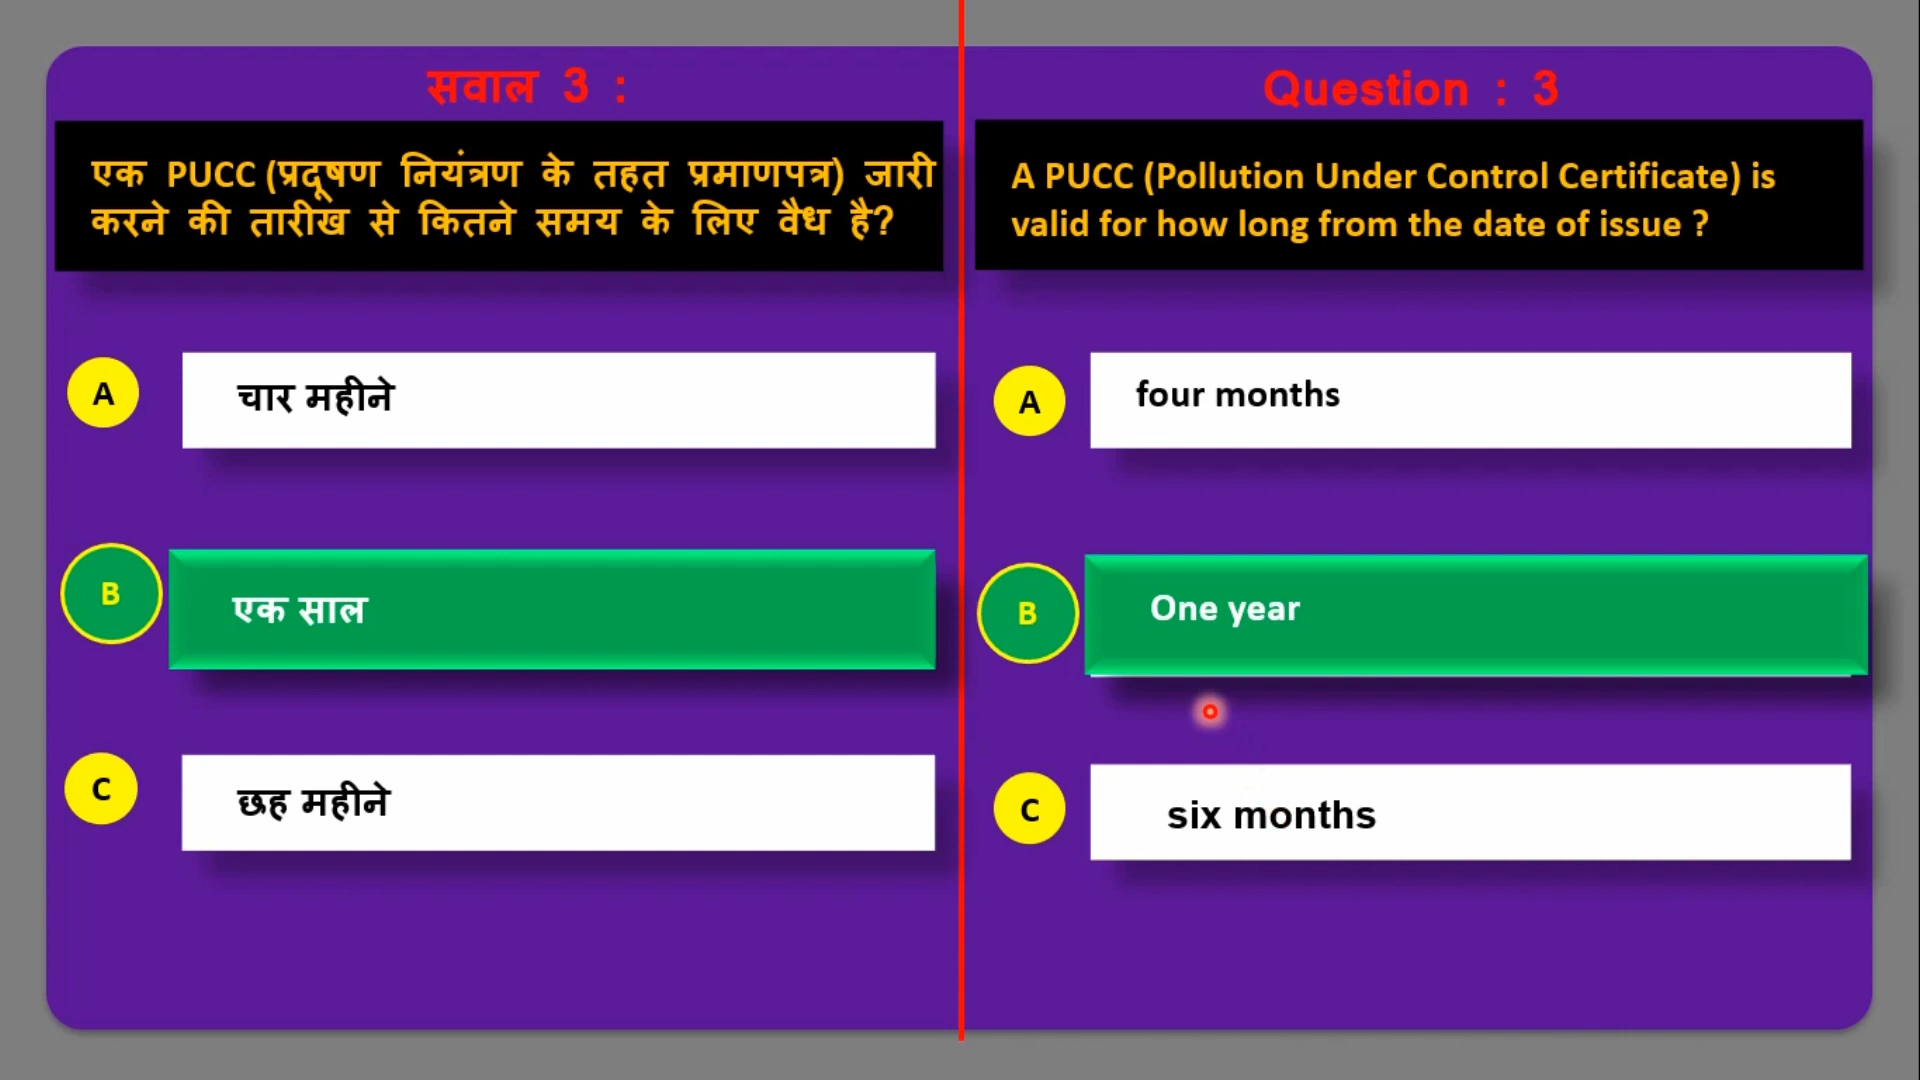 सवाल 3 :
एक PUCC (प्रदूषण नियंत्रण के तहत प्रमाणपत्र) जारी
करने की तारीख से कितने समय के लिए वैध है?
A चार महीने
B एक साल
C छह महीने
Question : 3
A PUCC (Pollution Under Control Certificate) is
valid for how long from the date of issue ?
A four months
B One year
C six months